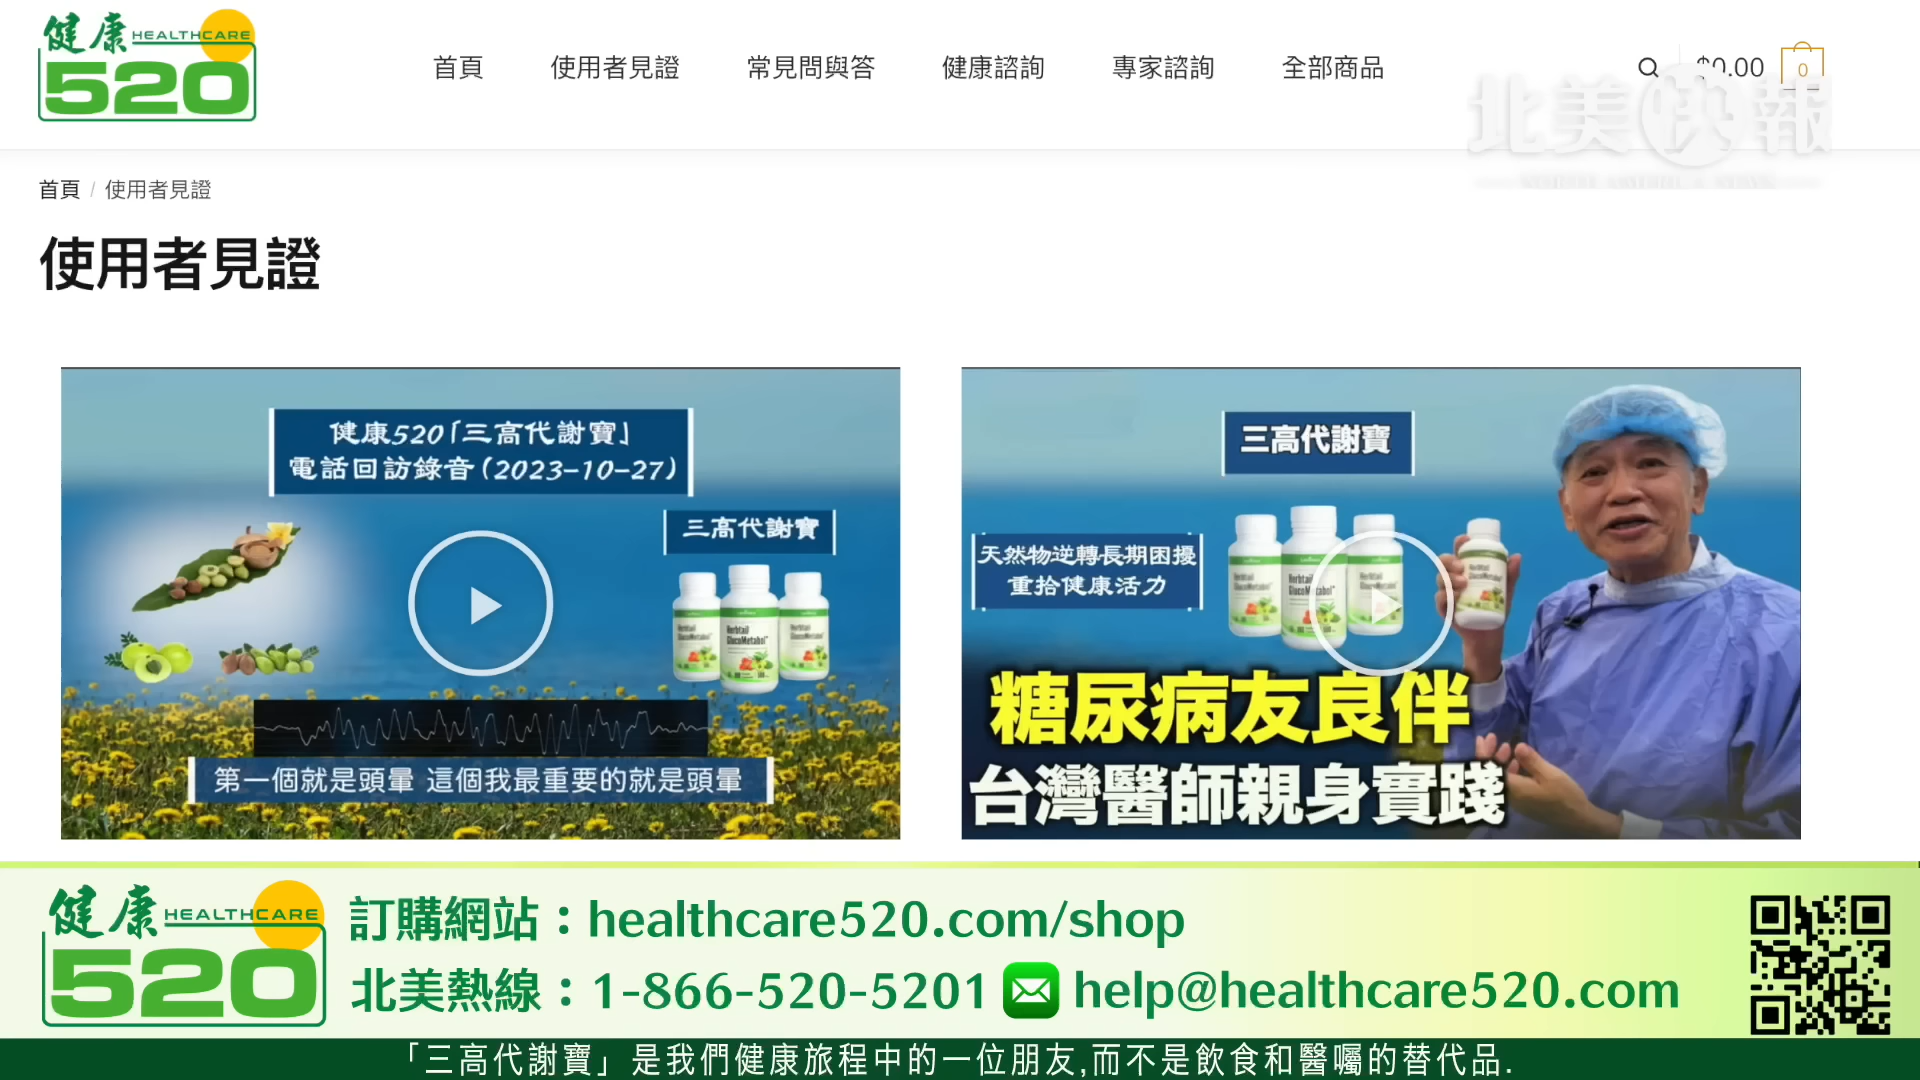 健康 HEALTHCARE
520
首頁
使用者見證
常見問與答
健康諮詢
專家諮詢
全部商品
$0.00
0
北美快報
NORTH AMERICA NEWS
首頁 / 使用者見證
使用者見證
健康520「三高代謝寶」
電話回訪錄音(2023-10-27)
三高代謝寶
Herbtail
GlucoMetabol
第一個就是頭暈 這個我最重要的就是頭暈
三高代謝寶
天然物逆轉長期困擾
重拾健康活力
糖尿病友良伴
台灣醫師親身實踐
健康 HEALTHCARE
520
訂購網站：healthcare520.com/shop
北美熱線：1-866-520-5201 help@healthcare520.com
「三高代謝寶」是我們健康旅程中的一位朋友,而不是飲食和醫囑的替代品.